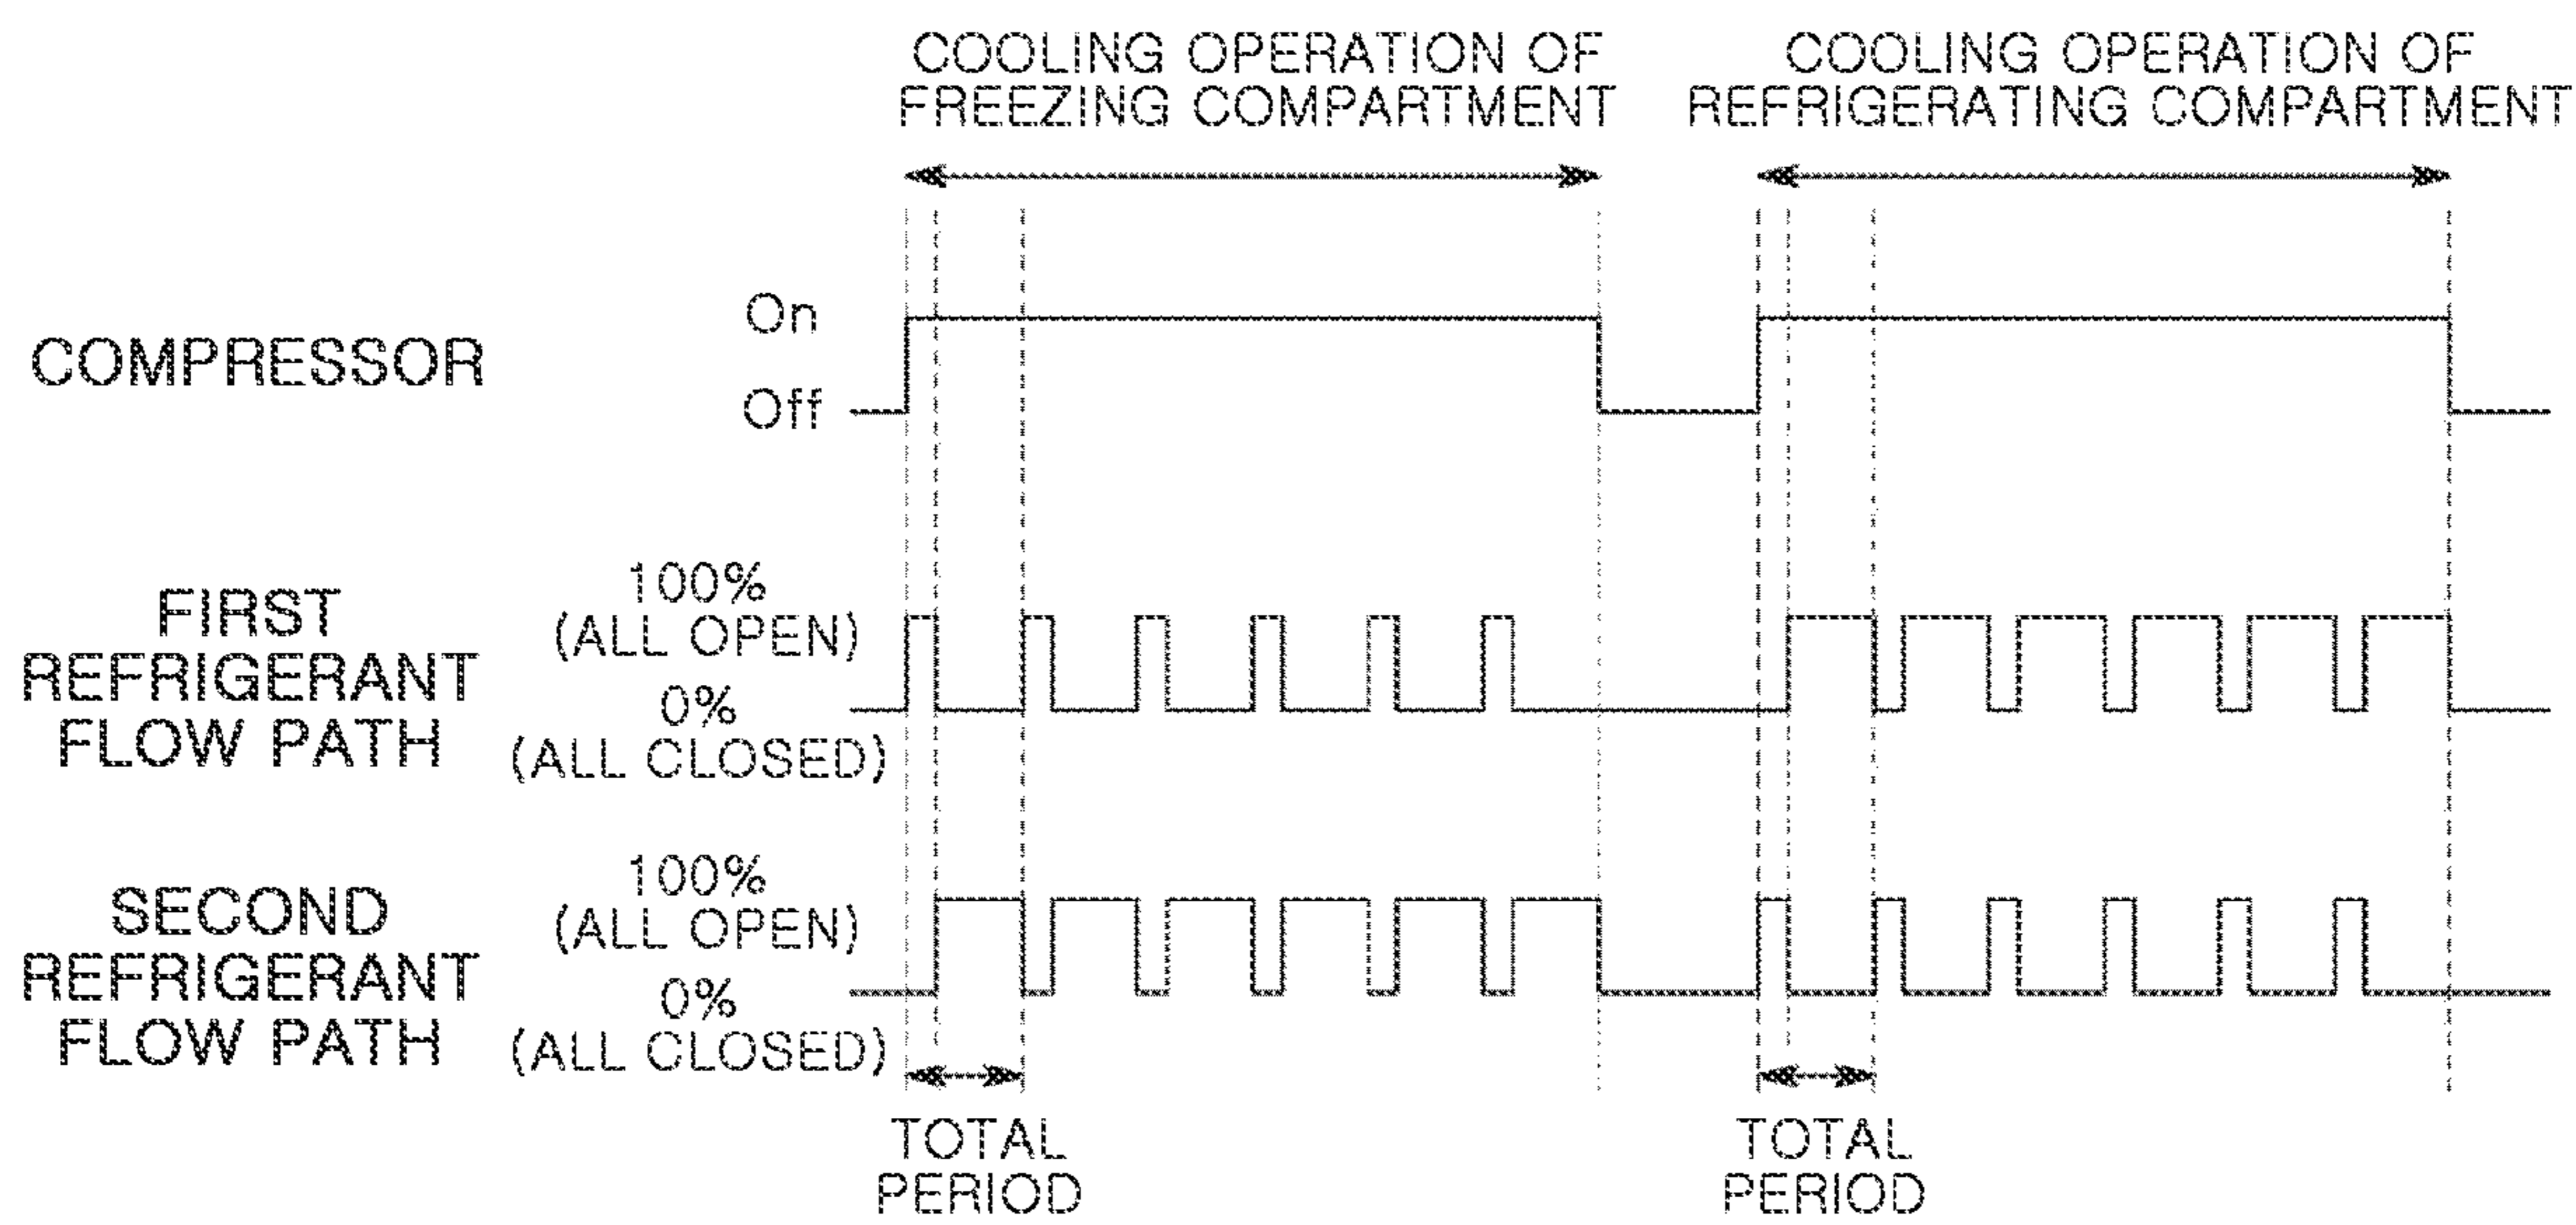 COOLING OPERATION OF
FREEZING COMPARTMENT
COOLING OPERATION OF
REFRIGERATING COMPARTMENT
COMPRESSOR
On
Off
FIRST
REFRIGERANT
FLOW PATH
100%
(ALL OPEN)
0%
(ALL CLOSED)
SECOND
REFRIGERANT
FLOW PATH
100%
(ALL OPEN)
0%
(ALL CLOSED)
TOTAL
PERIOD
TOTAL
PERIOD